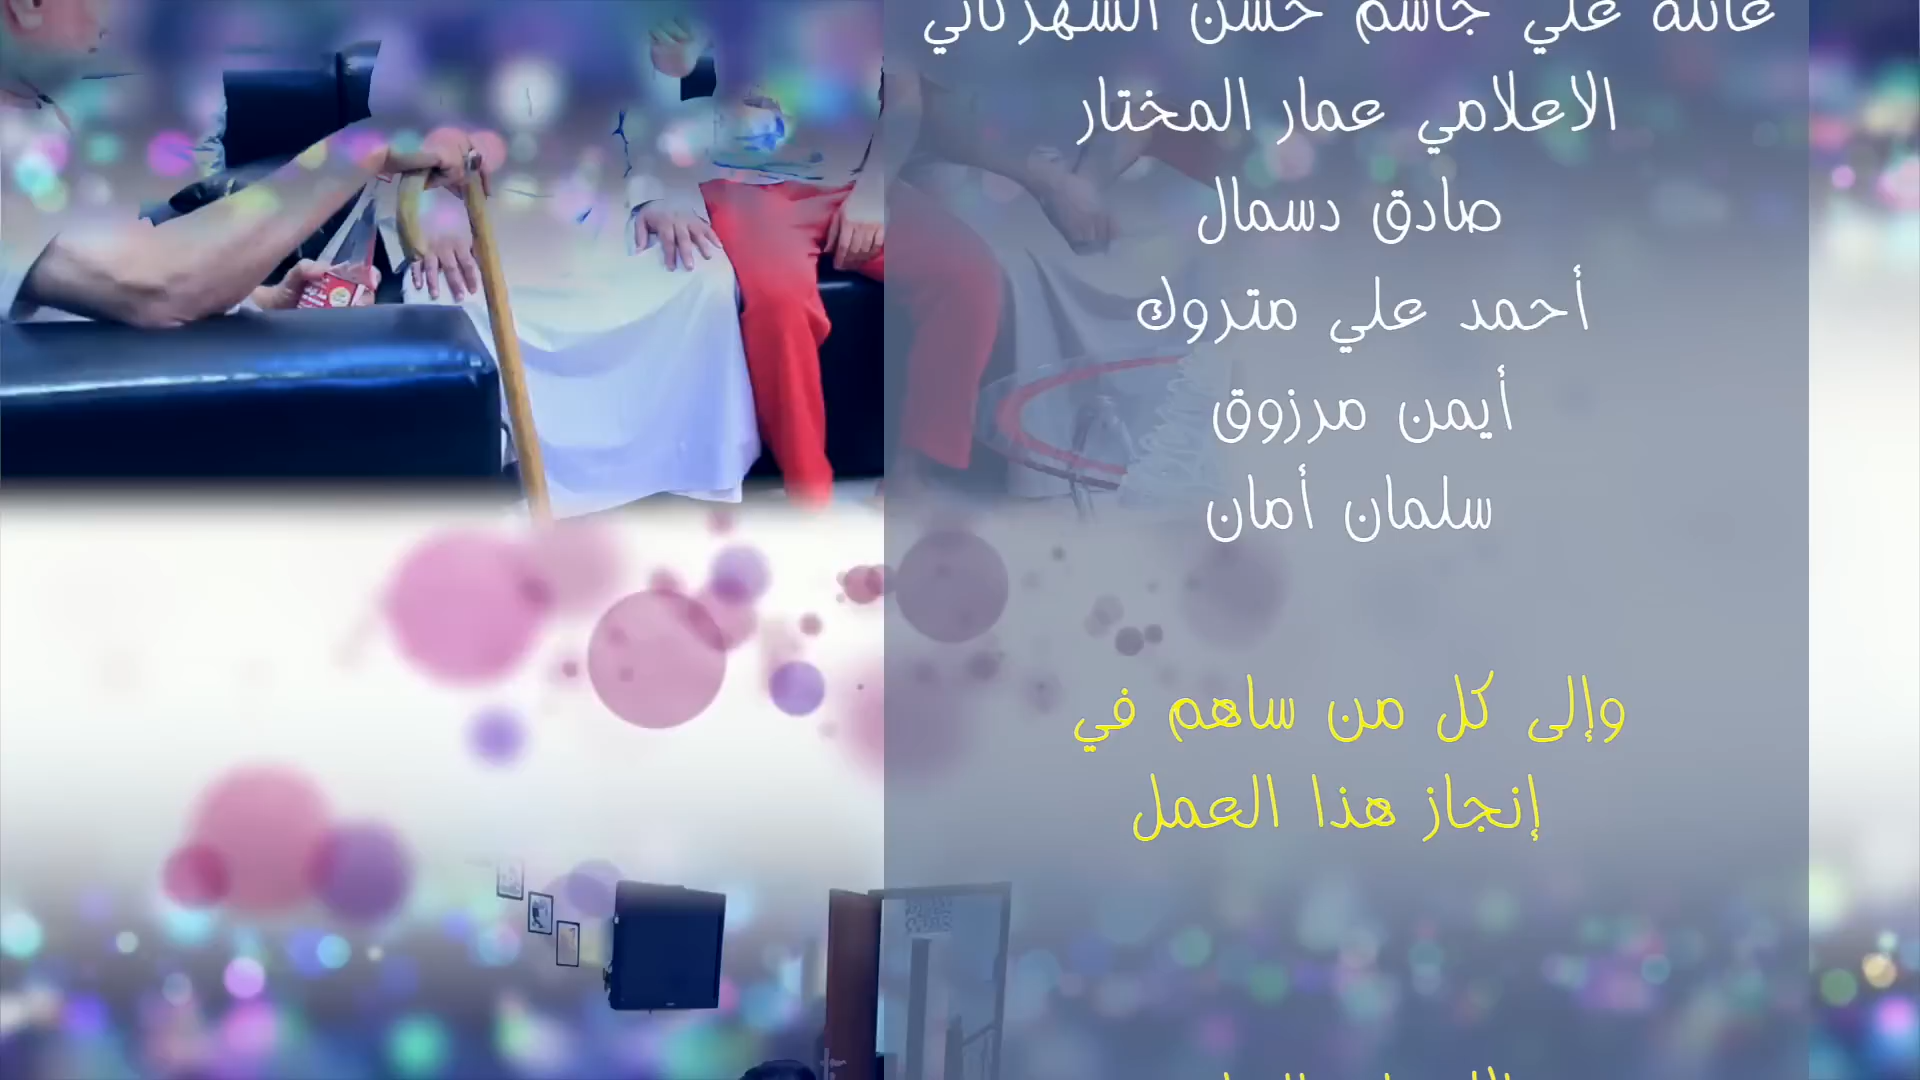 عائلة علي جاسم حسن الشهركاني
الاعلامي عمار المختار
صادق دسمال
أحمد علي متروك
أيمن مرزوق
سلمان أمان
وإلى كل من ساهم في
إنجاز هذا العمل